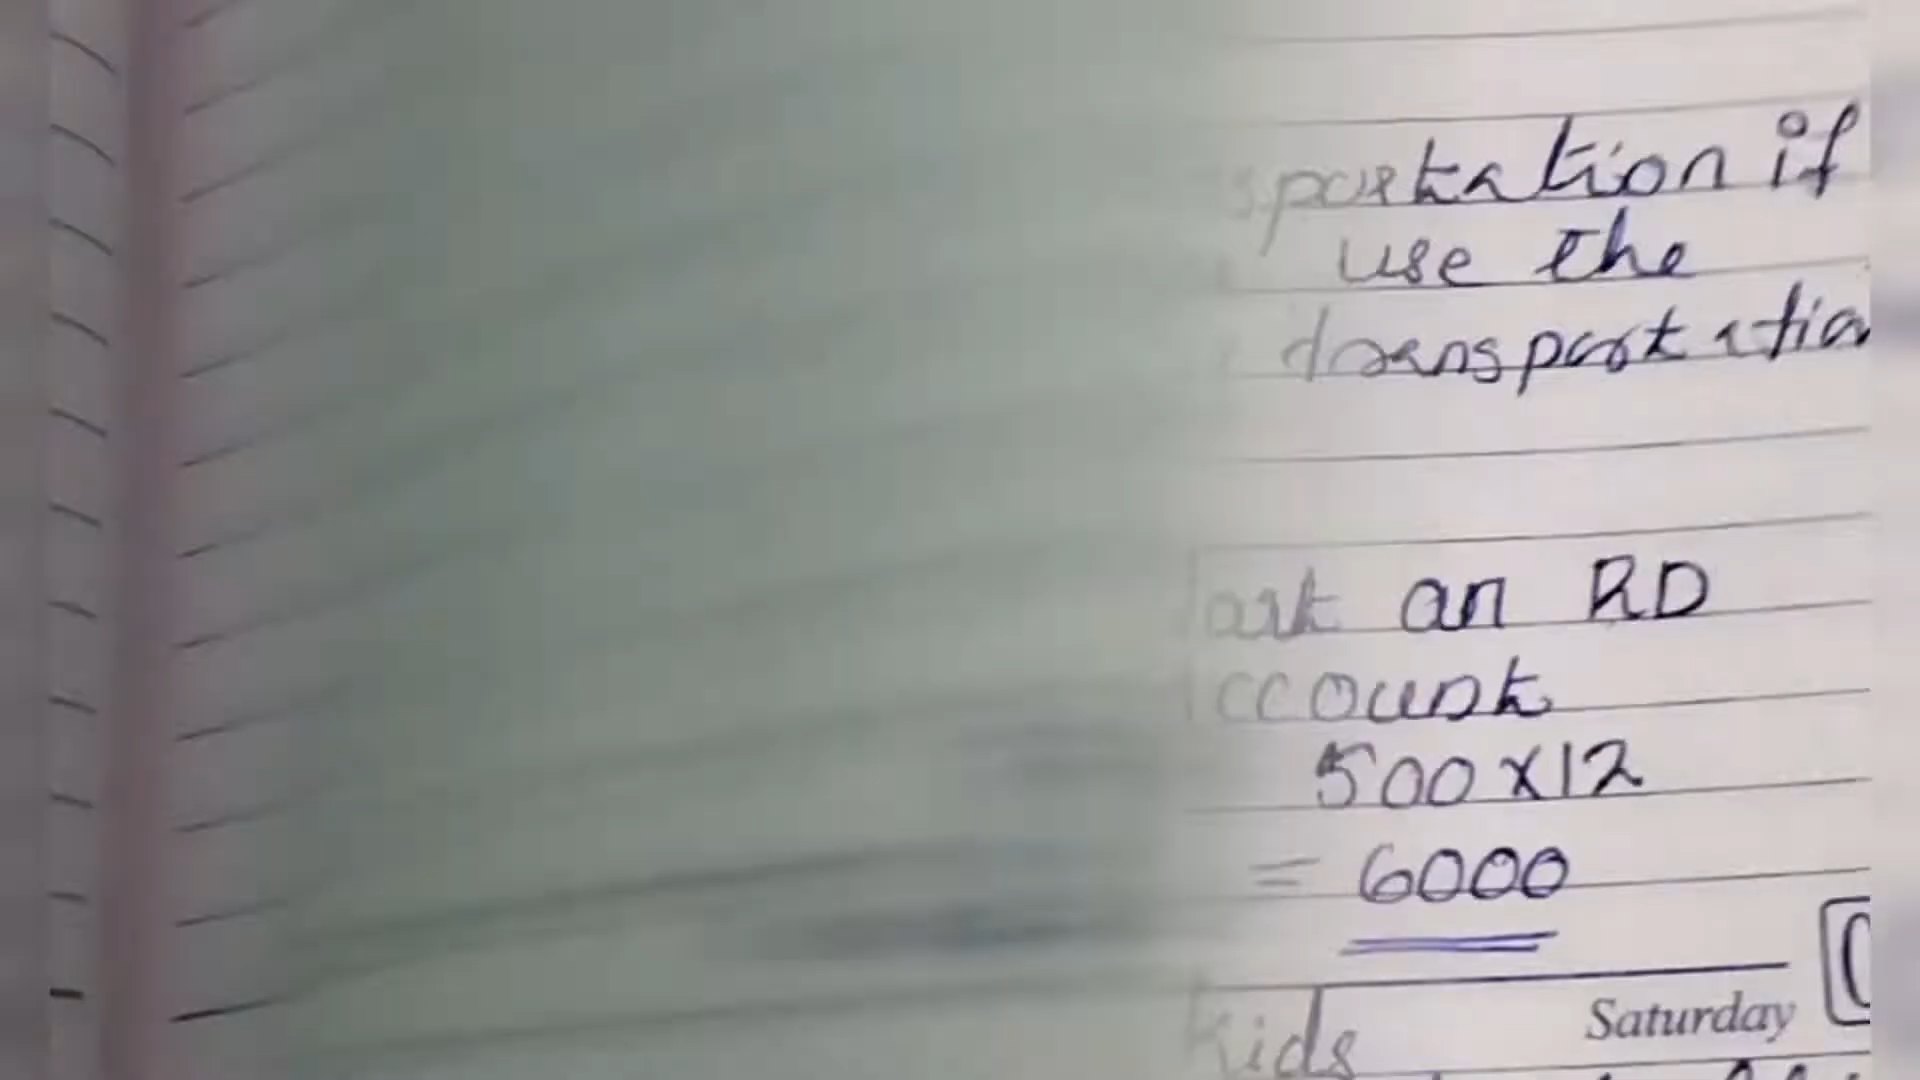 sportation if
use the
transportation
art an RD
ccount
500x12
= 6000
Saturday
Kids